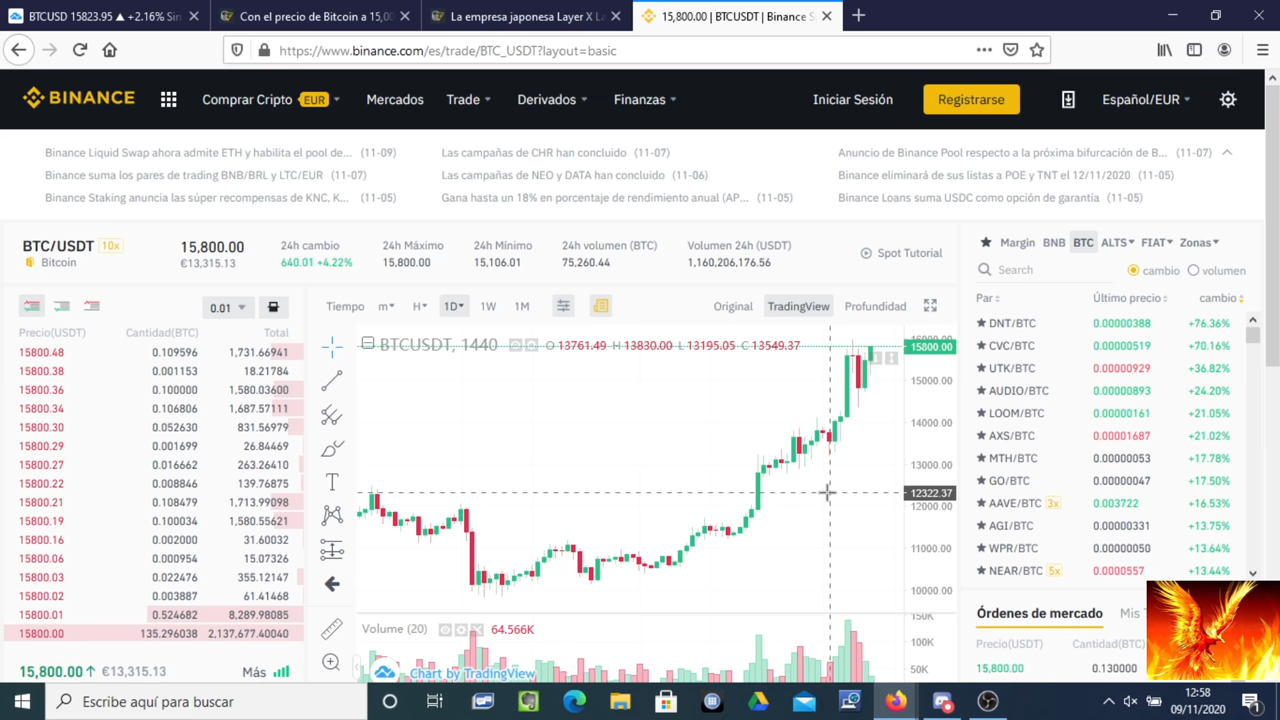 BTCUSD 15823.95 ▲ +2.16% Sin
Con el precio de Bitcoin a 15,0
La empresa japonesa Layer X La
15,800.00 | BTCUSDT | Binance S
https://www.binance.com/es/trade/BTC_USDT?layout=basic
BINANCE
Comprar Cripto EUR
Mercados
Trade
Derivados
Finanzas
Iniciar Sesión
Registrarse
Español/EUR
Binance Liquid Swap ahora admite ETH y habilita el pool de... (11-09)
Las campañas de CHR han concluido (11-07)
Anuncio de Binance Pool respecto a la próxima bifurcación de B... (11-07)
Binance suma los pares de trading BNB/BRL y LTC/EUR (11-07)
Las campañas de NEO y DATA han concluido (11-06)
Binance eliminará de sus listas a POE y TNT el 12/11/2020 (11-05)
Binance Staking anuncia las súper recompensas de KNC, K... (11-05)
Gana hasta un 18% en porcentaje de rendimiento anual (AP... (11-05)
Binance Loans suma USDC como opción de garantía (11-05)
BTC/USDT 10x
Bitcoin
15,800.00
€13,315.13
24h cambio
640.01 +4.22%
24h Máximo
15,800.00
24h Mínimo
15,106.01
24h volumen (BTC)
75,260.44
Volumen 24h (USDT)
1,160,206,176.56
Spot Tutorial
0.01
Precio(USDT) Cantidad(BTC) Total
15800.48 0.109596 1,731.66941
15800.38 0.001153 18.21784
15800.36 0.100000 1,580.03600
15800.34 0.106806 1,687.57111
15800.30 0.052630 831.56979
15800.29 0.001699 26.84469
15800.27 0.016662 263.26410
15800.22 0.008846 139.76875
15800.21 0.108479 1,713.99098
15800.19 0.100034 1,580.55621
15800.16 0.002000 31.60032
15800.06 0.000954 15.07326
15800.03 0.022476 355.12147
15800.02 0.003887 61.41468
15800.01 0.524682 8,289.98085
15800.00 135.296038 2,137,677.40040
15,800.00↑ €13,315.13 Más
Tiempo m H 1D 1W 1M
Original TradingView Profundidad
BTCUSDT, 1440 O 13761.49 H 13830.00 L 13195.05 C 13549.37
15800.00
15000.00
14000.00
13000.00
12322.37
12000.00
11000.00
10000.00
Volume (20) 64.566K
150K
100K
50K
Chart by TradingView
Margin BNB BTC ALTS FIAT Zonas
Search cambio volumen
Par Último precio cambio
DNT/BTC 0.00000388 +76.36%
CVC/BTC 0.00000519 +70.16%
UTK/BTC 0.00000929 +36.82%
AUDIO/BTC 0.00000893 +24.20%
LOOM/BTC 0.00000161 +21.05%
AXS/BTC 0.00001687 +21.02%
MTH/BTC 0.00000053 +17.78%
GO/BTC 0.00000047 +17.50%
AAVE/BTC 3x 0.003722 +16.53%
AGI/BTC 0.00000331 +13.75%
WPR/BTC 0.00000050 +13.64%
NEAR/BTC 5x 0.0000557 +13.44%
Órdenes de mercado Mis T
Precio(USDT) Cantidad(BTC)
15,800.00 0.130000
Escribe aquí para buscar
12:58
09/11/2020